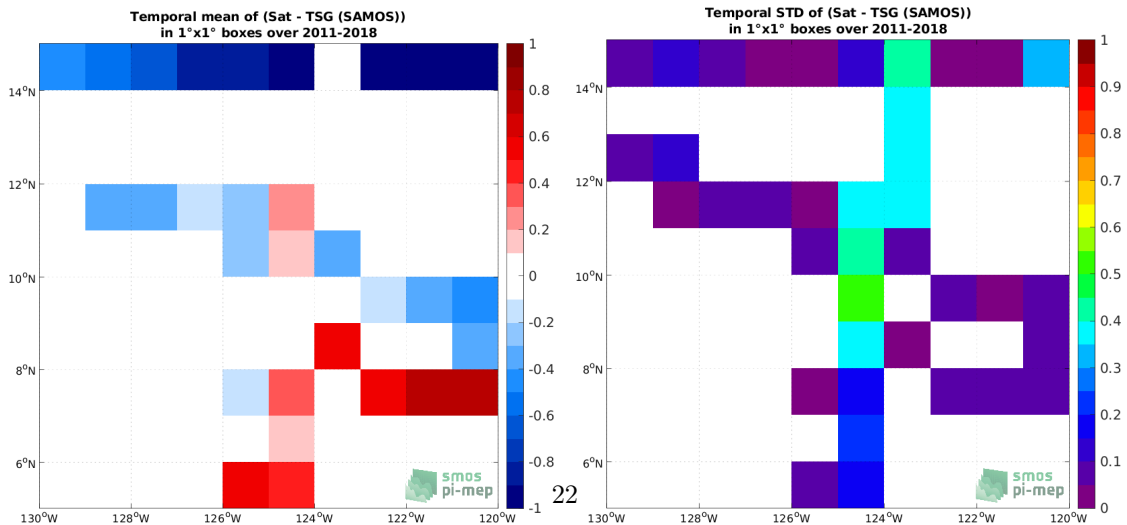 Temporal mean of (Sat - TSG (SAMOS))
in 1°x1° boxes over 2011-2018
14°N
12°N
10°N
8°N
6°N
130°W
128°W
126°W
124°W
122°W
120°W
1
0.8
0.6
0.4
0.2
0
-0.2
-0.4
-0.6
-0.8
-1
smos
pi-mep
22
Temporal STD of (Sat - TSG (SAMOS))
in 1°x1° boxes over 2011-2018
14°N
12°N
10°N
8°N
6°N
130°W
128°W
126°W
124°W
122°W
120°W
1
0.9
0.8
0.7
0.6
0.5
0.4
0.3
0.2
0.1
0
smos
pi-mep